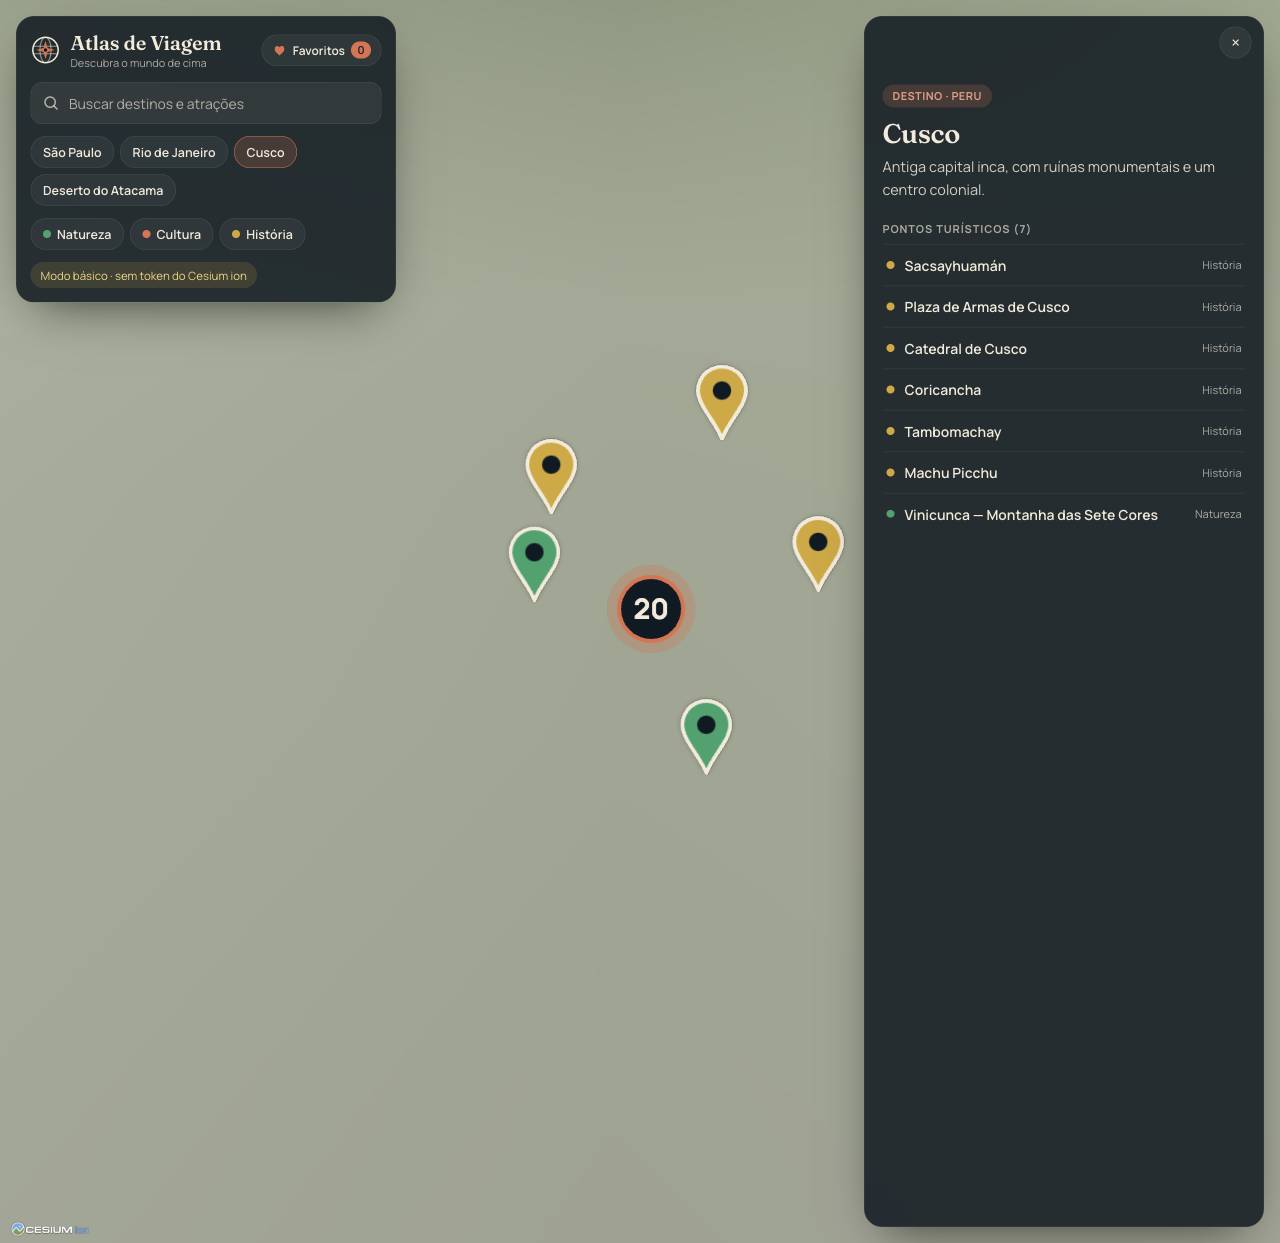 Atlas de Viagem
Descubra o mundo de cima
Favoritos 0
Buscar destinos e atrações
São Paulo
Rio de Janeiro
Cusco
Deserto do Atacama
Natureza
Cultura
História
Modo básico · sem token do Cesium ion
20
CESIUM ion
×
DESTINO · PERU
Cusco
Antiga capital inca, com ruínas monumentais e um
centro colonial.
PONTOS TURÍSTICOS (7)
Sacsayhuamán História
Plaza de Armas de Cusco História
Catedral de Cusco História
Coricancha História
Tambomachay História
Machu Picchu História
Vinicunca — Montanha das Sete Cores Natureza